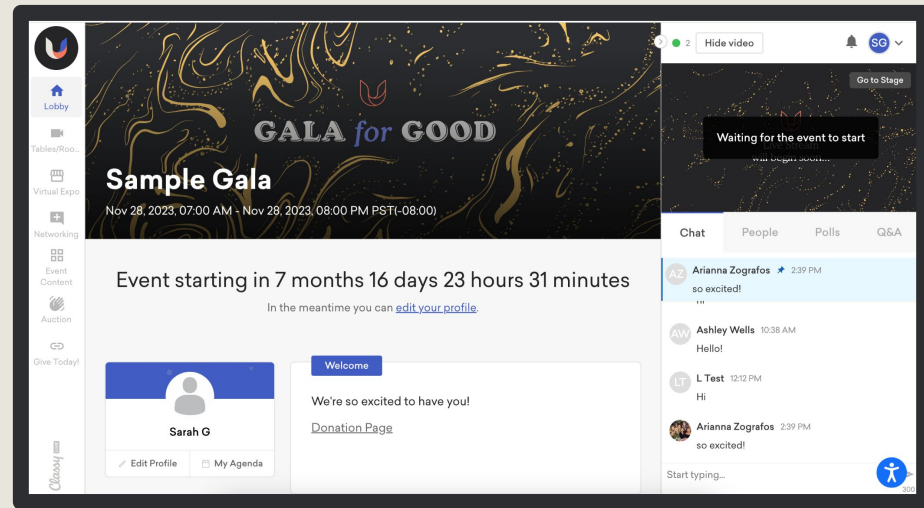 Lobby
Tables/Roo...
Virtual Expo
Networking
Event
Content
Auction
Give Today!
Classy
GALA for GOOD
Sample Gala
Nov 28, 2023, 07:00 AM - Nov 28, 2023, 08:00 PM PST(-08:00)
Event starting in 7 months 16 days 23 hours 31 minutes
In the meantime you can edit your profile.
Sarah G
Edit Profile
My Agenda
Welcome
We're so excited to have you!
Donation Page
2
Hide video
SG
Go to Stage
Waiting for the event to start
Live Stream
will begin soon...
Chat
People
Polls
Q&A
AZ
Arianna Zografos 2:39 PM
so excited!
AW
Ashley Wells 10:38 AM
Hello!
LT
L Test 12:12 PM
Hi
Arianna Zografos 2:39 PM
so excited!
Start typing...
300